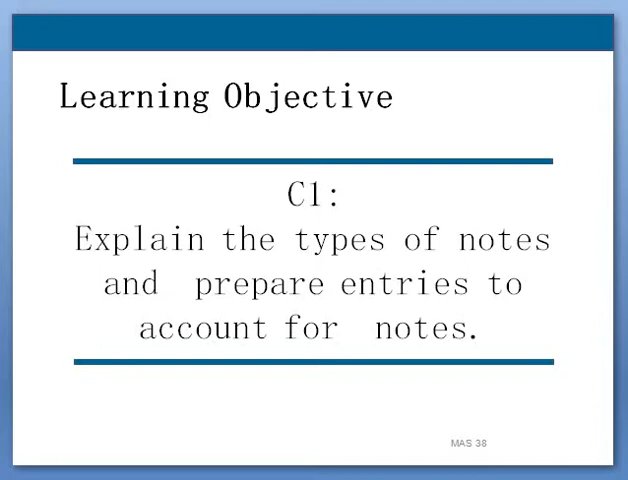 Learning Objective
C1:
Explain the types of notes
and prepare entries to
account for notes.
MAS 38